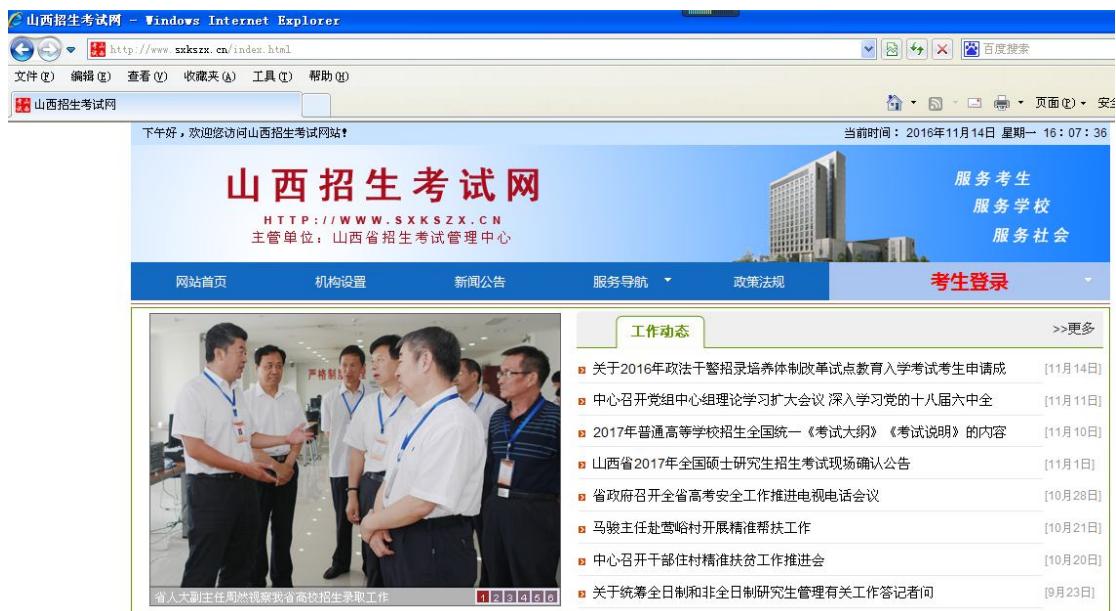 山西招生考试网 - Windows Internet Explorer
http://www.sxkszx.cn/index.html
百度搜索
文件(F) 编辑(E) 查看(V) 收藏夹(A) 工具(T) 帮助(H)
山西招生考试网
页面(P) 安全
下午好，欢迎您访问山西招生考试网站！
当前时间：2016年11月14日 星期一 16:07:36
山西招生考试网
HTTP://WWW.SXKSZX.CN
主管单位：山西省招生考试管理中心
服务考生
服务学校
服务社会
网站首页 机构设置 新闻公告 服务导航 政策法规 考生登录
严格制度
工作动态 >>更多
关于2016年政法干警招录培养体制改革试点教育入学考试考生申请成 [11月14日]
中心召开党组中心组理论学习扩大会议 深入学习党的十八届六中全 [11月11日]
2017年普通高等学校招生全国统一《考试大纲》《考试说明》的内容 [11月10日]
山西省2017年全国硕士研究生招生考试现场确认公告 [11月1日]
省政府召开全省高考安全工作推进电视电话会议 [10月28日]
马骏主任赴莺峪村开展精准帮扶工作 [10月21日]
中心召开干部住村精准扶贫工作推进会 [10月20日]
关于统筹全日制和非全日制研究生管理有关工作答记者问 [9月23日]
省人大副主任周然视察我省高校招生录取工作 1 2 3 4 5 6